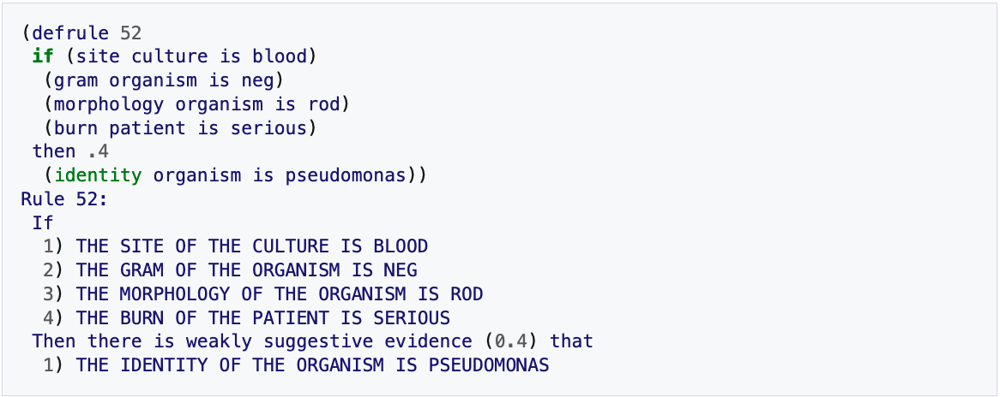 (defrule 52
if (site culture is blood)
(gram organism is neg)
(morphology organism is rod)
(burn patient is serious)
then .4
(identity organism is pseudomonas))
Rule 52:
If
1) THE SITE OF THE CULTURE IS BLOOD
2) THE GRAM OF THE ORGANISM IS NEG
3) THE MORPHOLOGY OF THE ORGANISM IS ROD
4) THE BURN OF THE PATIENT IS SERIOUS
Then there is weakly suggestive evidence (0.4) that
1) THE IDENTITY OF THE ORGANISM IS PSEUDOMONAS